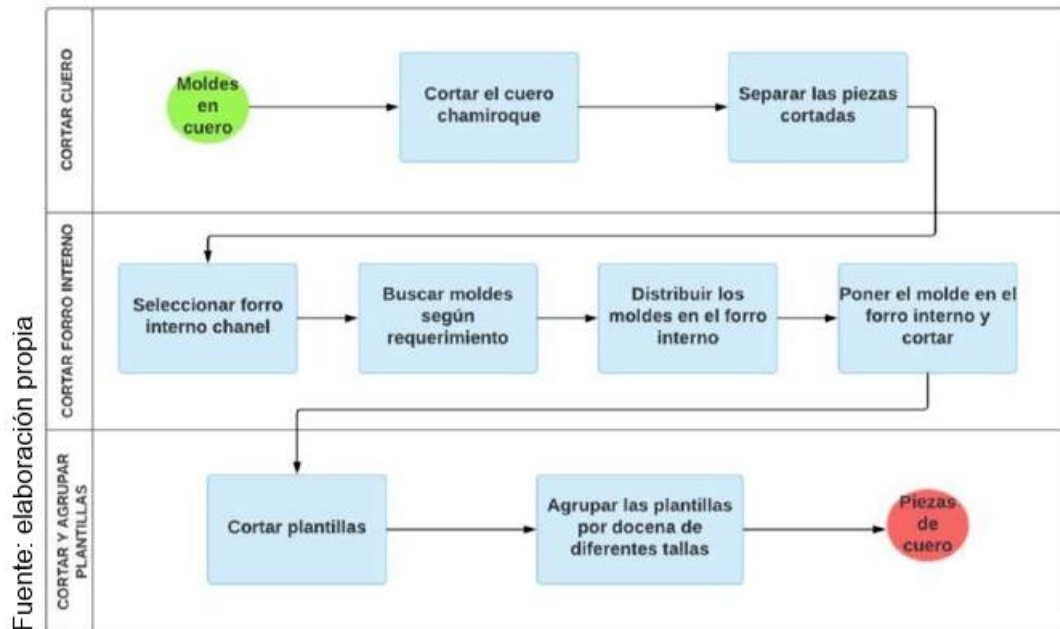 CORTAR CUERO
Moldes
en
cuero
Cortar el cuero
chamiroque
Separar las piezas
cortadas
CORTAR FORRO INTERNO
Seleccionar forro
interno chanel
Buscar moldes
según
requerimiento
Distribuir los
moldes en el forro
interno
Poner el molde en el
forro interno y
cortar
CORTAR Y AGRUPAR
PLANTILLAS
Cortar plantillas
Agrupar las plantillas
por docena de
diferentes tallas
Piezas
de
cuero
Fuente: elaboración propia